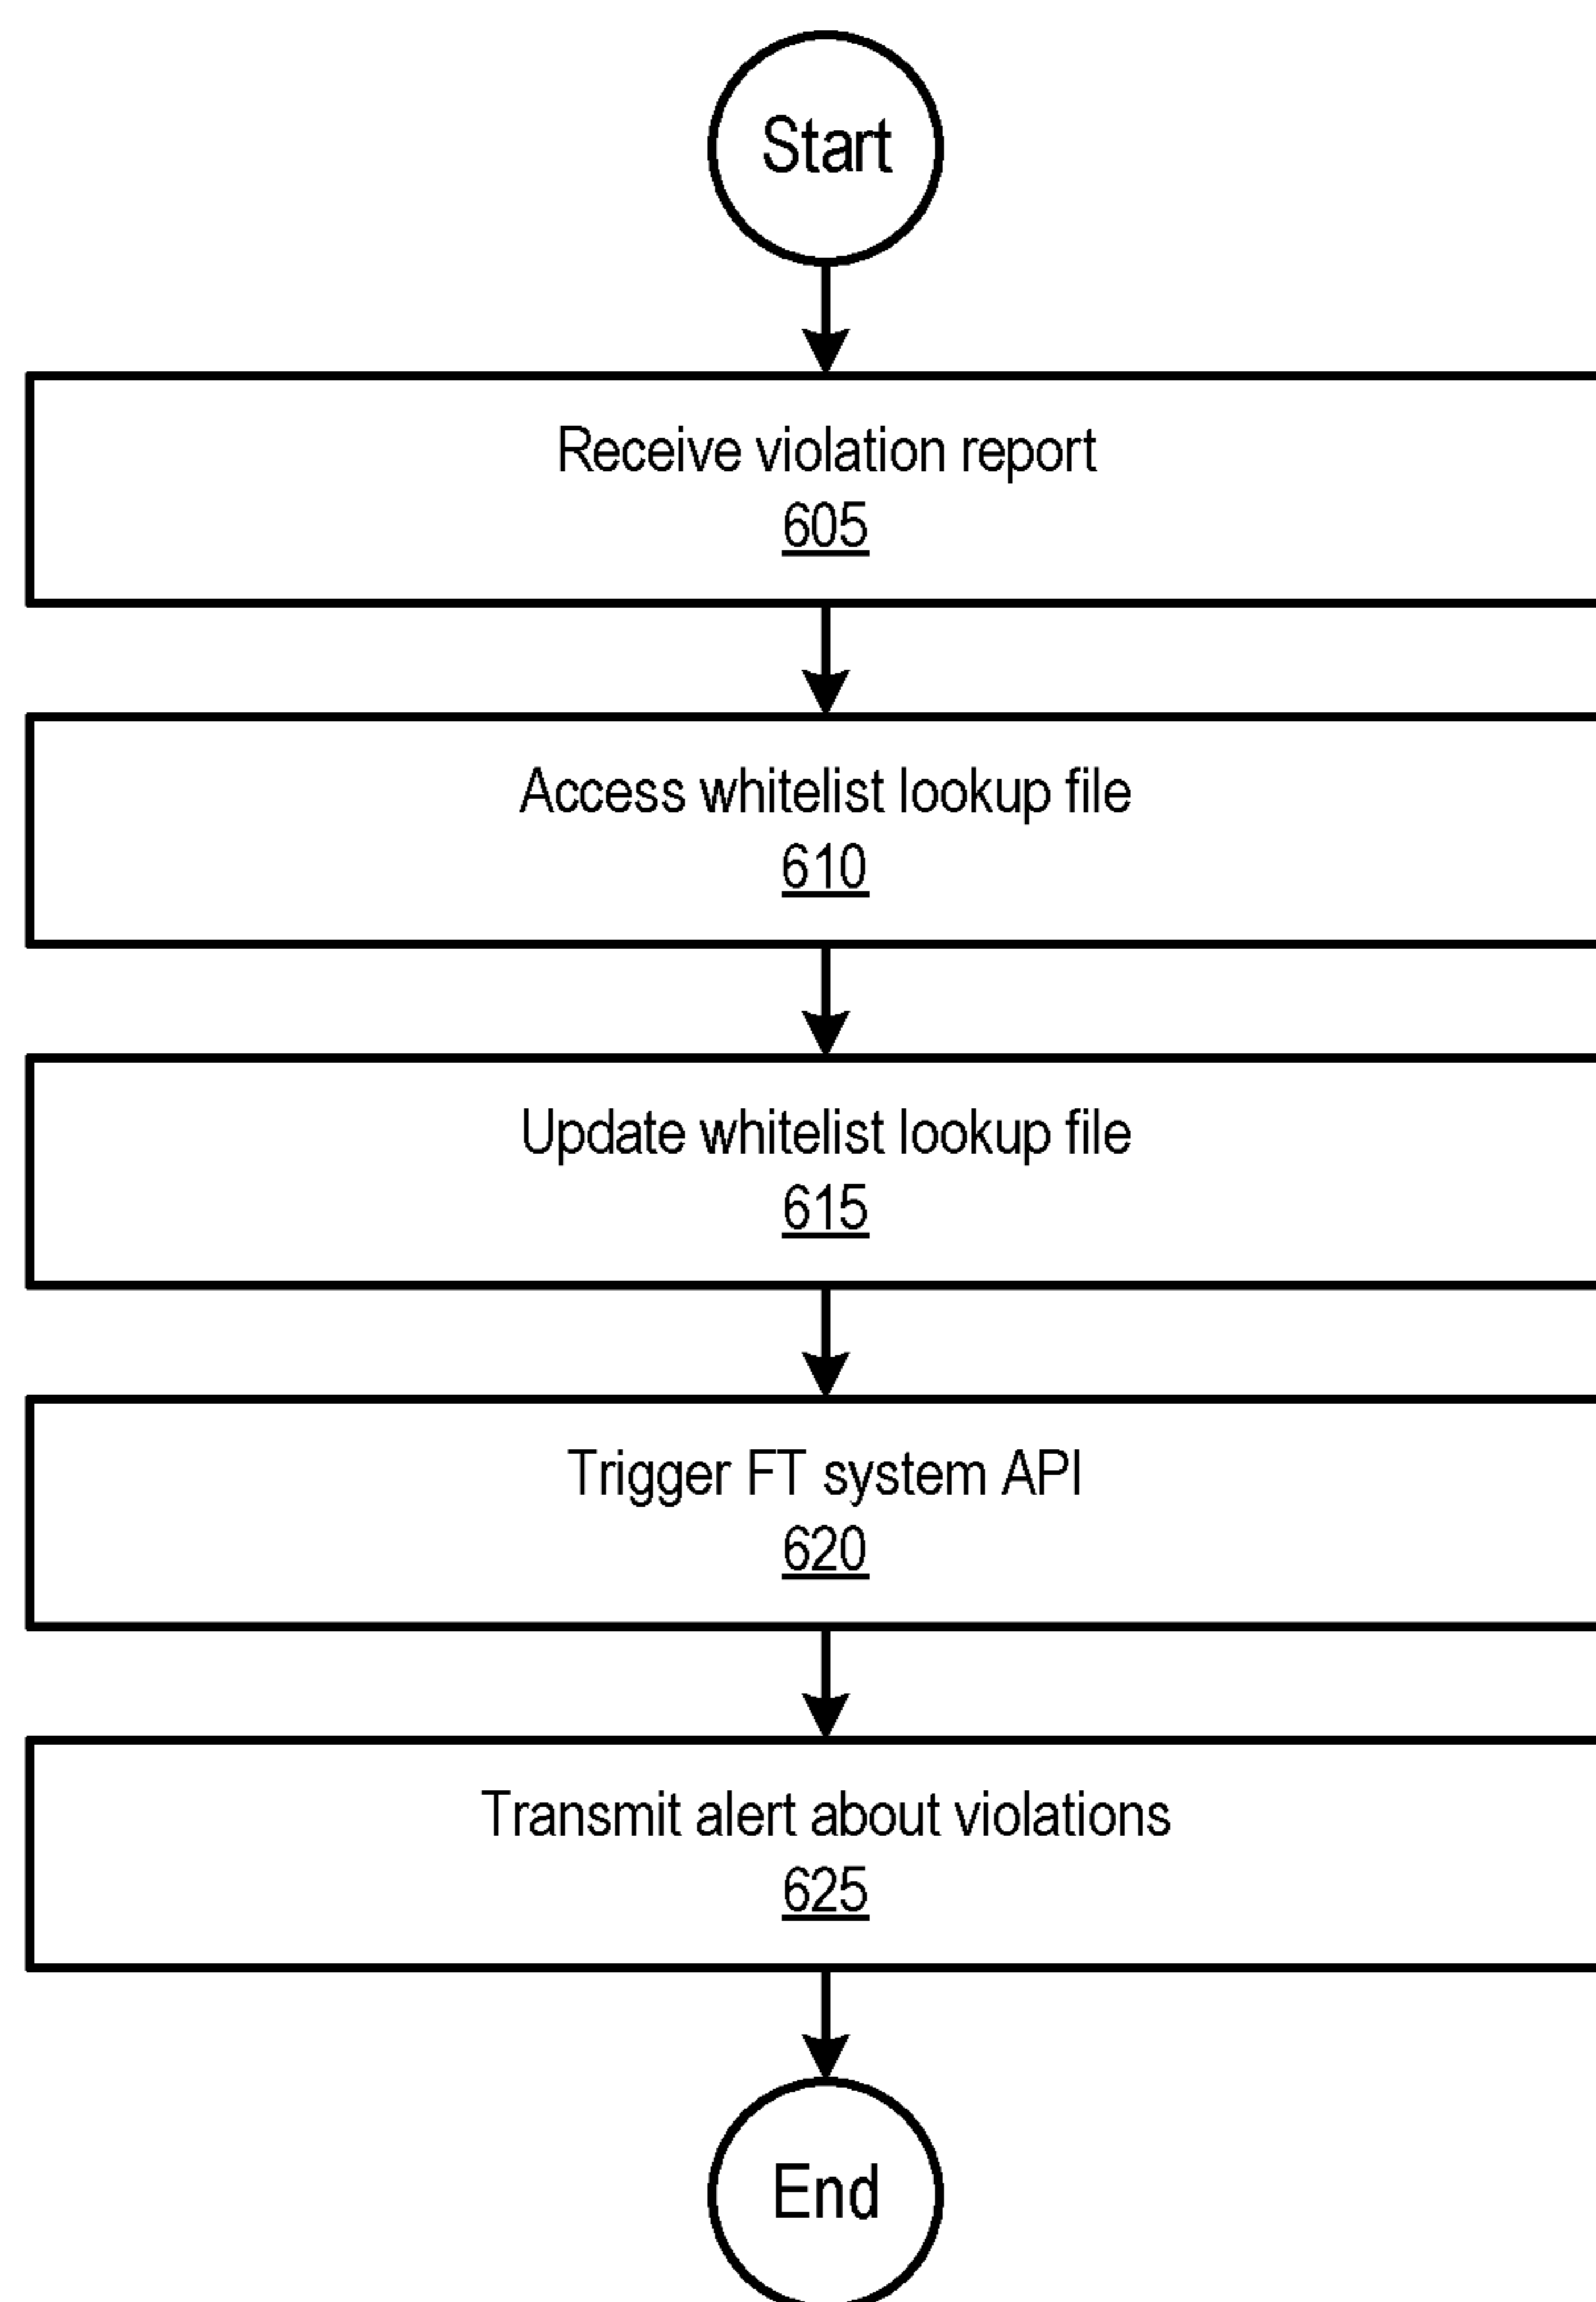 Start
Receive violation report
605
Access whitelist lookup file
610
Update whitelist lookup file
615
Trigger FT system API
620
Transmit alert about violations
625
End